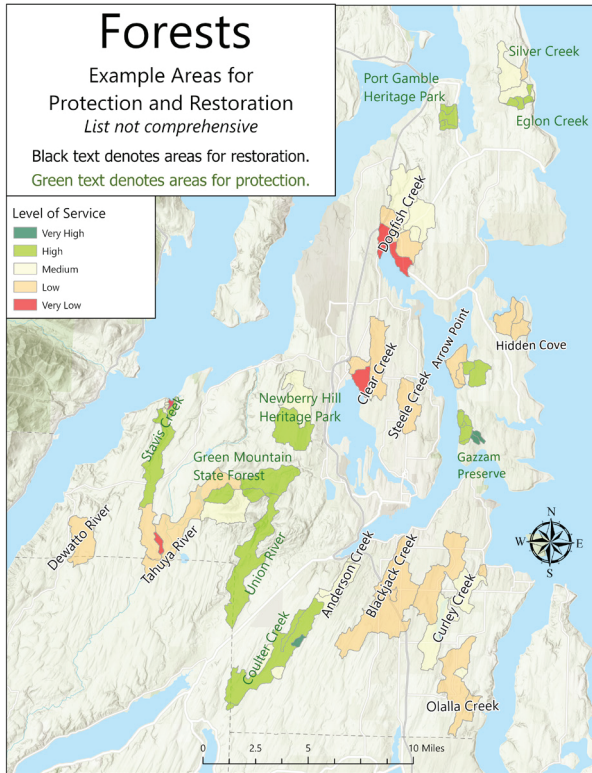 Forests
Example Areas for
Protection and Restoration
List not comprehensive
Black text denotes areas for restoration.
Green text denotes areas for protection.
Level of Service
Very High
High
Medium
Low
Very Low
Silver Creek
Port Gamble
Heritage Park
Eglon Creek
Dogfish Creek
Hidden Cove
Arrow Point
Clear Creek
Steele Creek
Newberry Hill
Heritage Park
Stavis Creek
Green Mountain
State Forest
Gazzam
Preserve
Dewatto River
Tahuya River
Union River
Anderson Creek
Blackjack Creek
Curley Creek
Coulter Creek
Olalla Creek
N
W
E
S
0 2.5 5 10 Miles